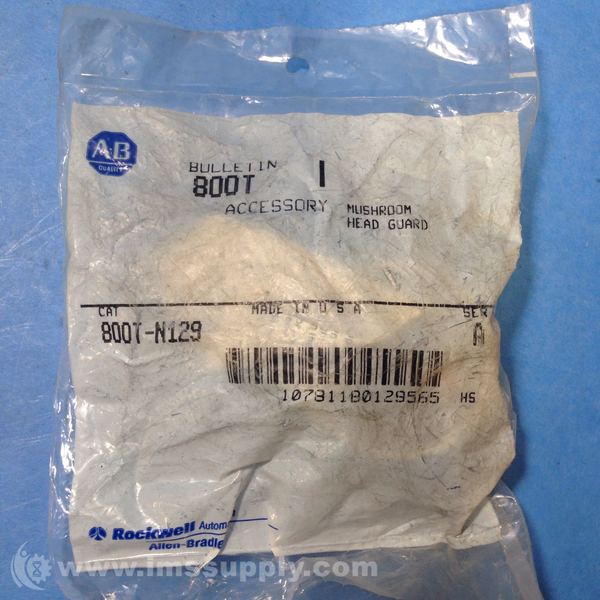 AB
QUALITY
BULLETIN
800T
ACCESSORY MUSHROOM
HEAD GUARD
CAT MADE IN U S A SER
800T-N129 A
10781180129565 HS
Rockwell Autom
Allen-Bradle
www.imssupply.com